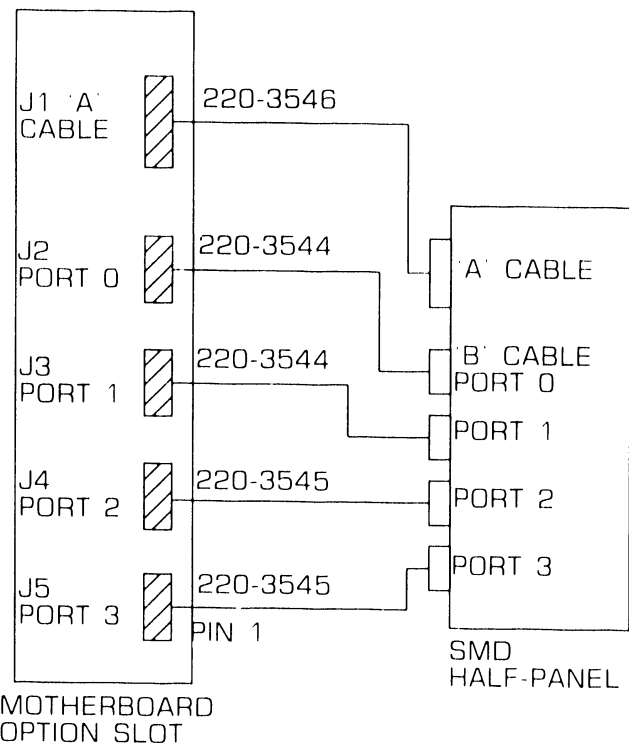 J1 'A'
CABLE
220-3546
J2
PORT 0
220-3544
J3
PORT 1
220-3544
J4
PORT 2
220-3545
J5
PORT 3
220-3545
PIN 1
MOTHERBOARD
OPTION SLOT
'A' CABLE
'B' CABLE
PORT 0
PORT 1
PORT 2
PORT 3
SMD
HALF-PANEL